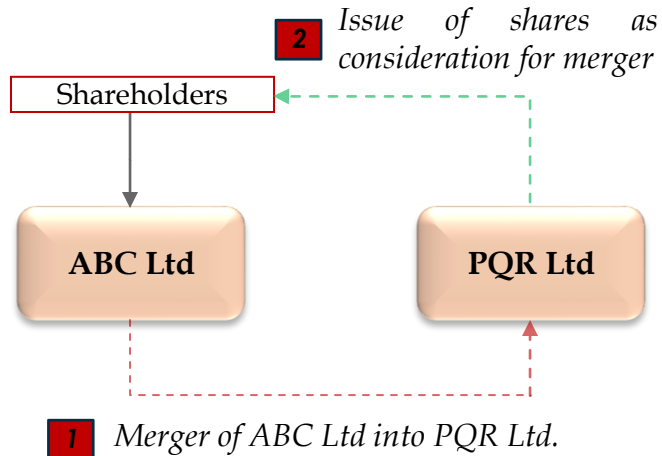 2 Issue of shares as
consideration for merger
Shareholders
ABC Ltd
PQR Ltd
1 Merger of ABC Ltd into PQR Ltd.